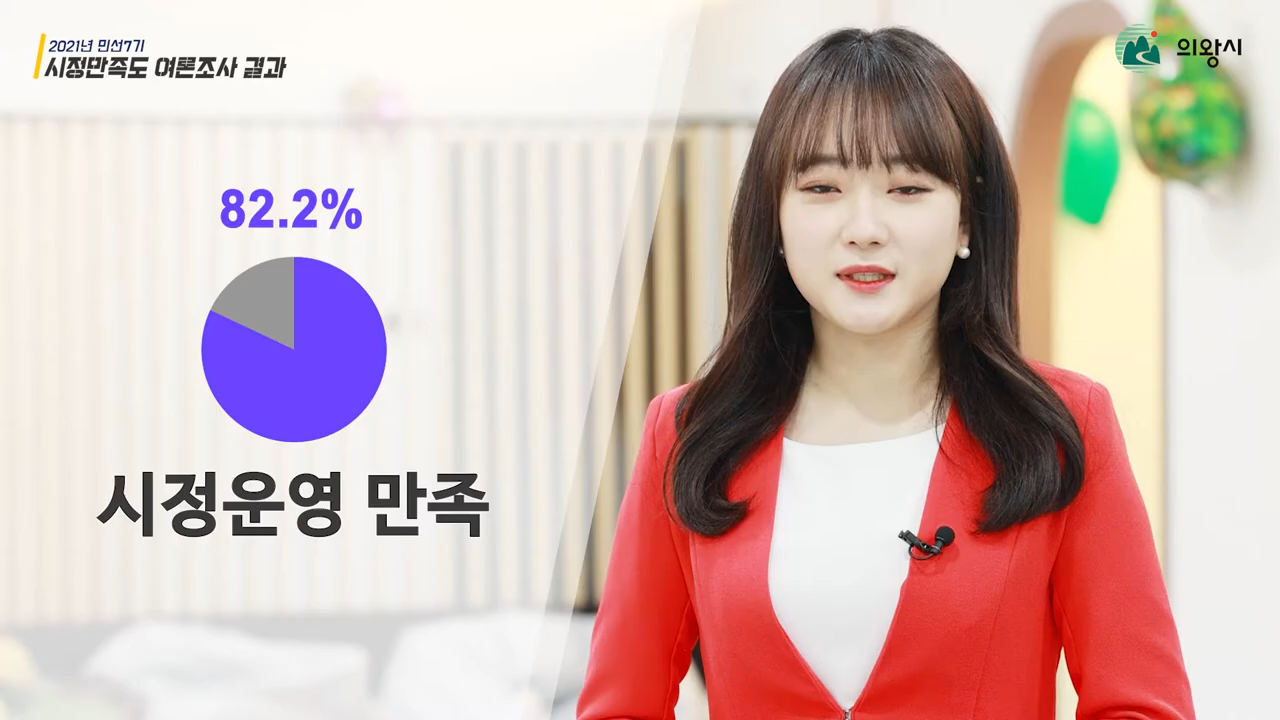 2021년 민선7기
시정만족도 여론조사 결과
의왕시
82.2%
시정운영 만족